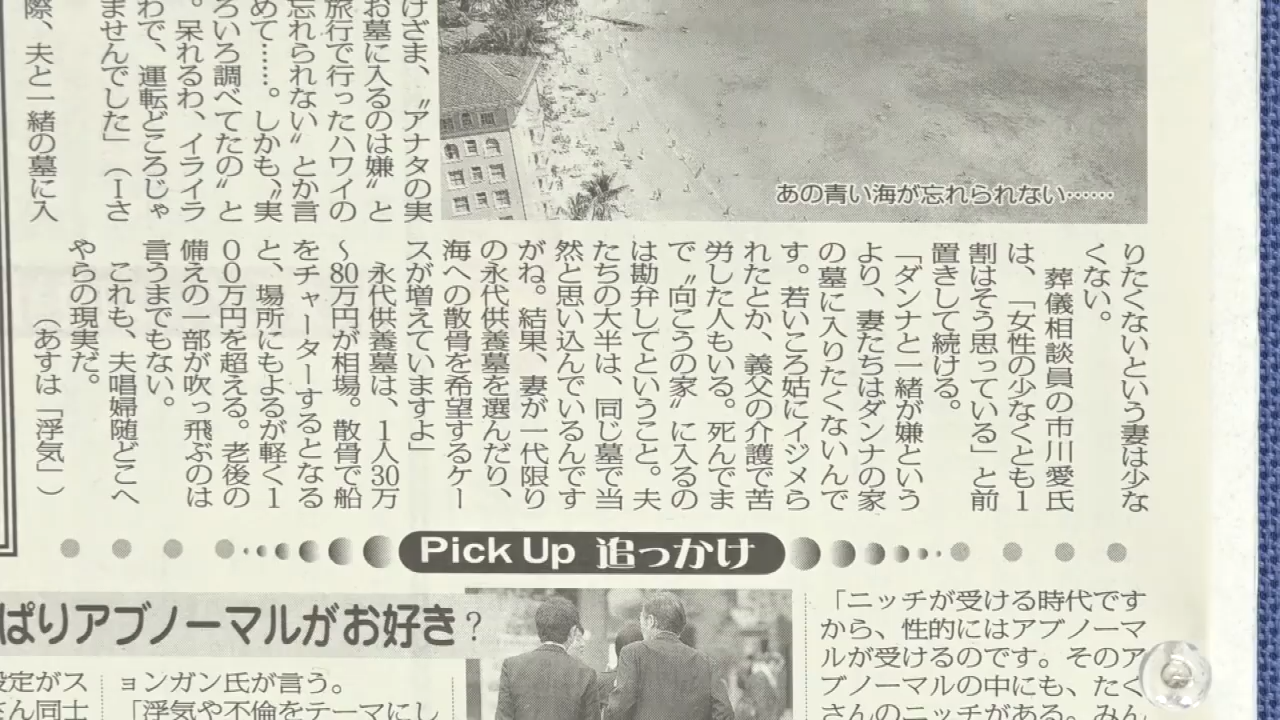 あの青い海が忘れられない……
けざま、〝アナタの実
お墓に入るのは嫌〟と
旅行で行ったハワイの
忘れられない〟とか言
めて……。しかも、〝実
ろいろ調べてたの〟と
。呆れるわ、イライラ
わで、運転どころじゃ
ませんでした」（Iさ
際、夫と一緒の墓に入
りたくないという妻は少な
くない。
葬儀相談員の市川愛氏
は、「女性の少なくとも1
割はそう思っている」と前
置きして続ける。
「ダンナと一緒が嫌という
より、妻たちはダンナの家
の墓に入りたくないんで
す。若いころ姑にイジメら
れたとか、義父の介護で苦
労した人もいる。死んでま
で〝向こうの家〟に入るの
は勘弁してということ。夫
たちの大半は、同じ墓で当
然と思い込んでいるんです
がね。結果、妻が一代限り
の永代供養墓を選んだり、
海への散骨を希望するケー
スが増えていますよ」
永代供養墓は、1人30万
〜80万円が相場。散骨で船
をチャーターするとなる
と、場所にもよるが軽く1
00万円を超える。老後の
備えの一部が吹っ飛ぶのは
言うまでもない。
これも、夫唱婦随どこへ
やらの現実だ。
（あすは「浮気」）
Pick Up 追っかけ
ぱりアブノーマルがお好き？
「ニッチが受ける時代です
から、性的にはアブノーマ
ルが受けるのです。そのア
ブノーマルの中にも、たく
さんのニッチがある。みん
ョンガン氏が言う。
「浮気や不倫をテーマにし
設定がス
さん同士